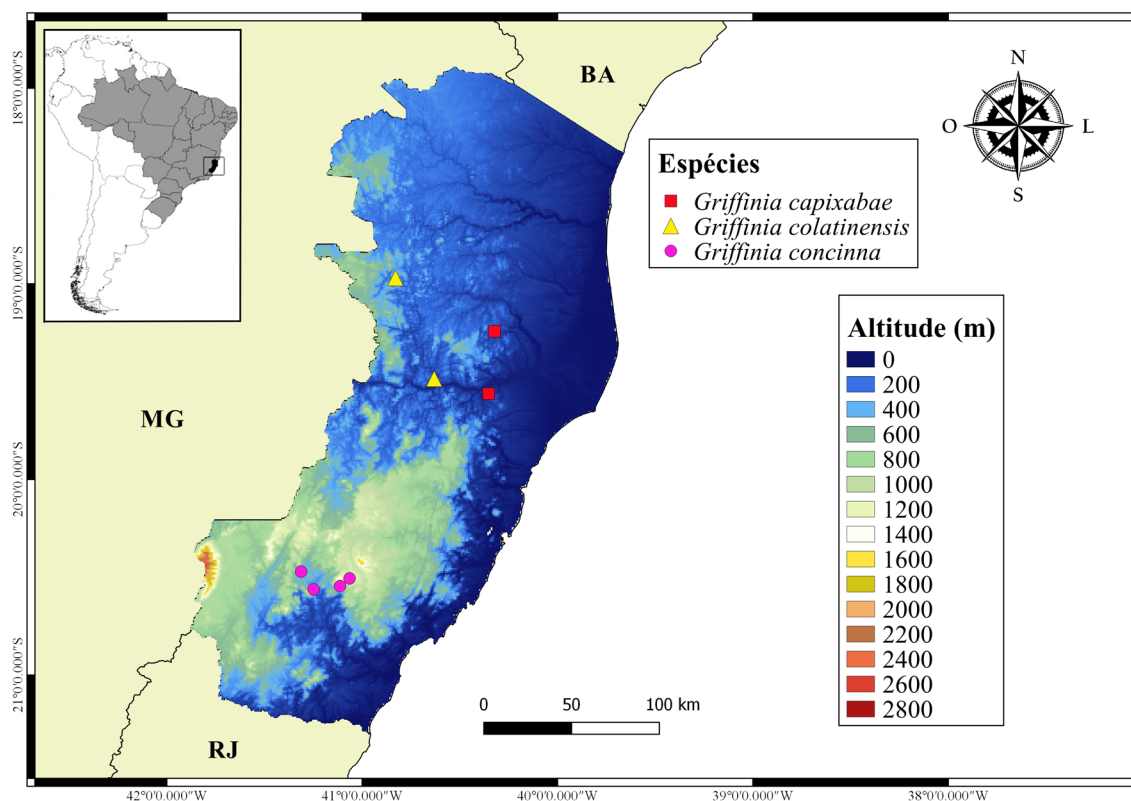 BA
MG
RJ
N
O
L
S
Espécies
Griffinia capixabae
Griffinia colatinensis
Griffinia concinna
Altitude (m)
0
200
400
600
800
1000
1200
1400
1600
1800
2000
2200
2400
2600
2800
0 50 100 km
18°0'0.000"S
19°0'0.000"S
20°0'0.000"S
21°0'0.000"S
42°0'0.000"W
41°0'0.000"W
40°0'0.000"W
39°0'0.000"W
38°0'0.000"W